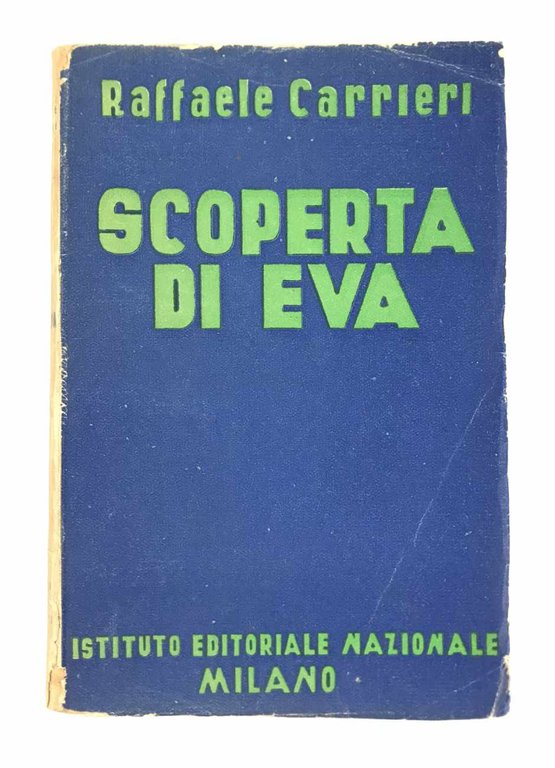 Raffaele Carrieri
SCOPERTA
DI EVA
ISTITUTO EDITORIALE NAZIONALE
MILANO